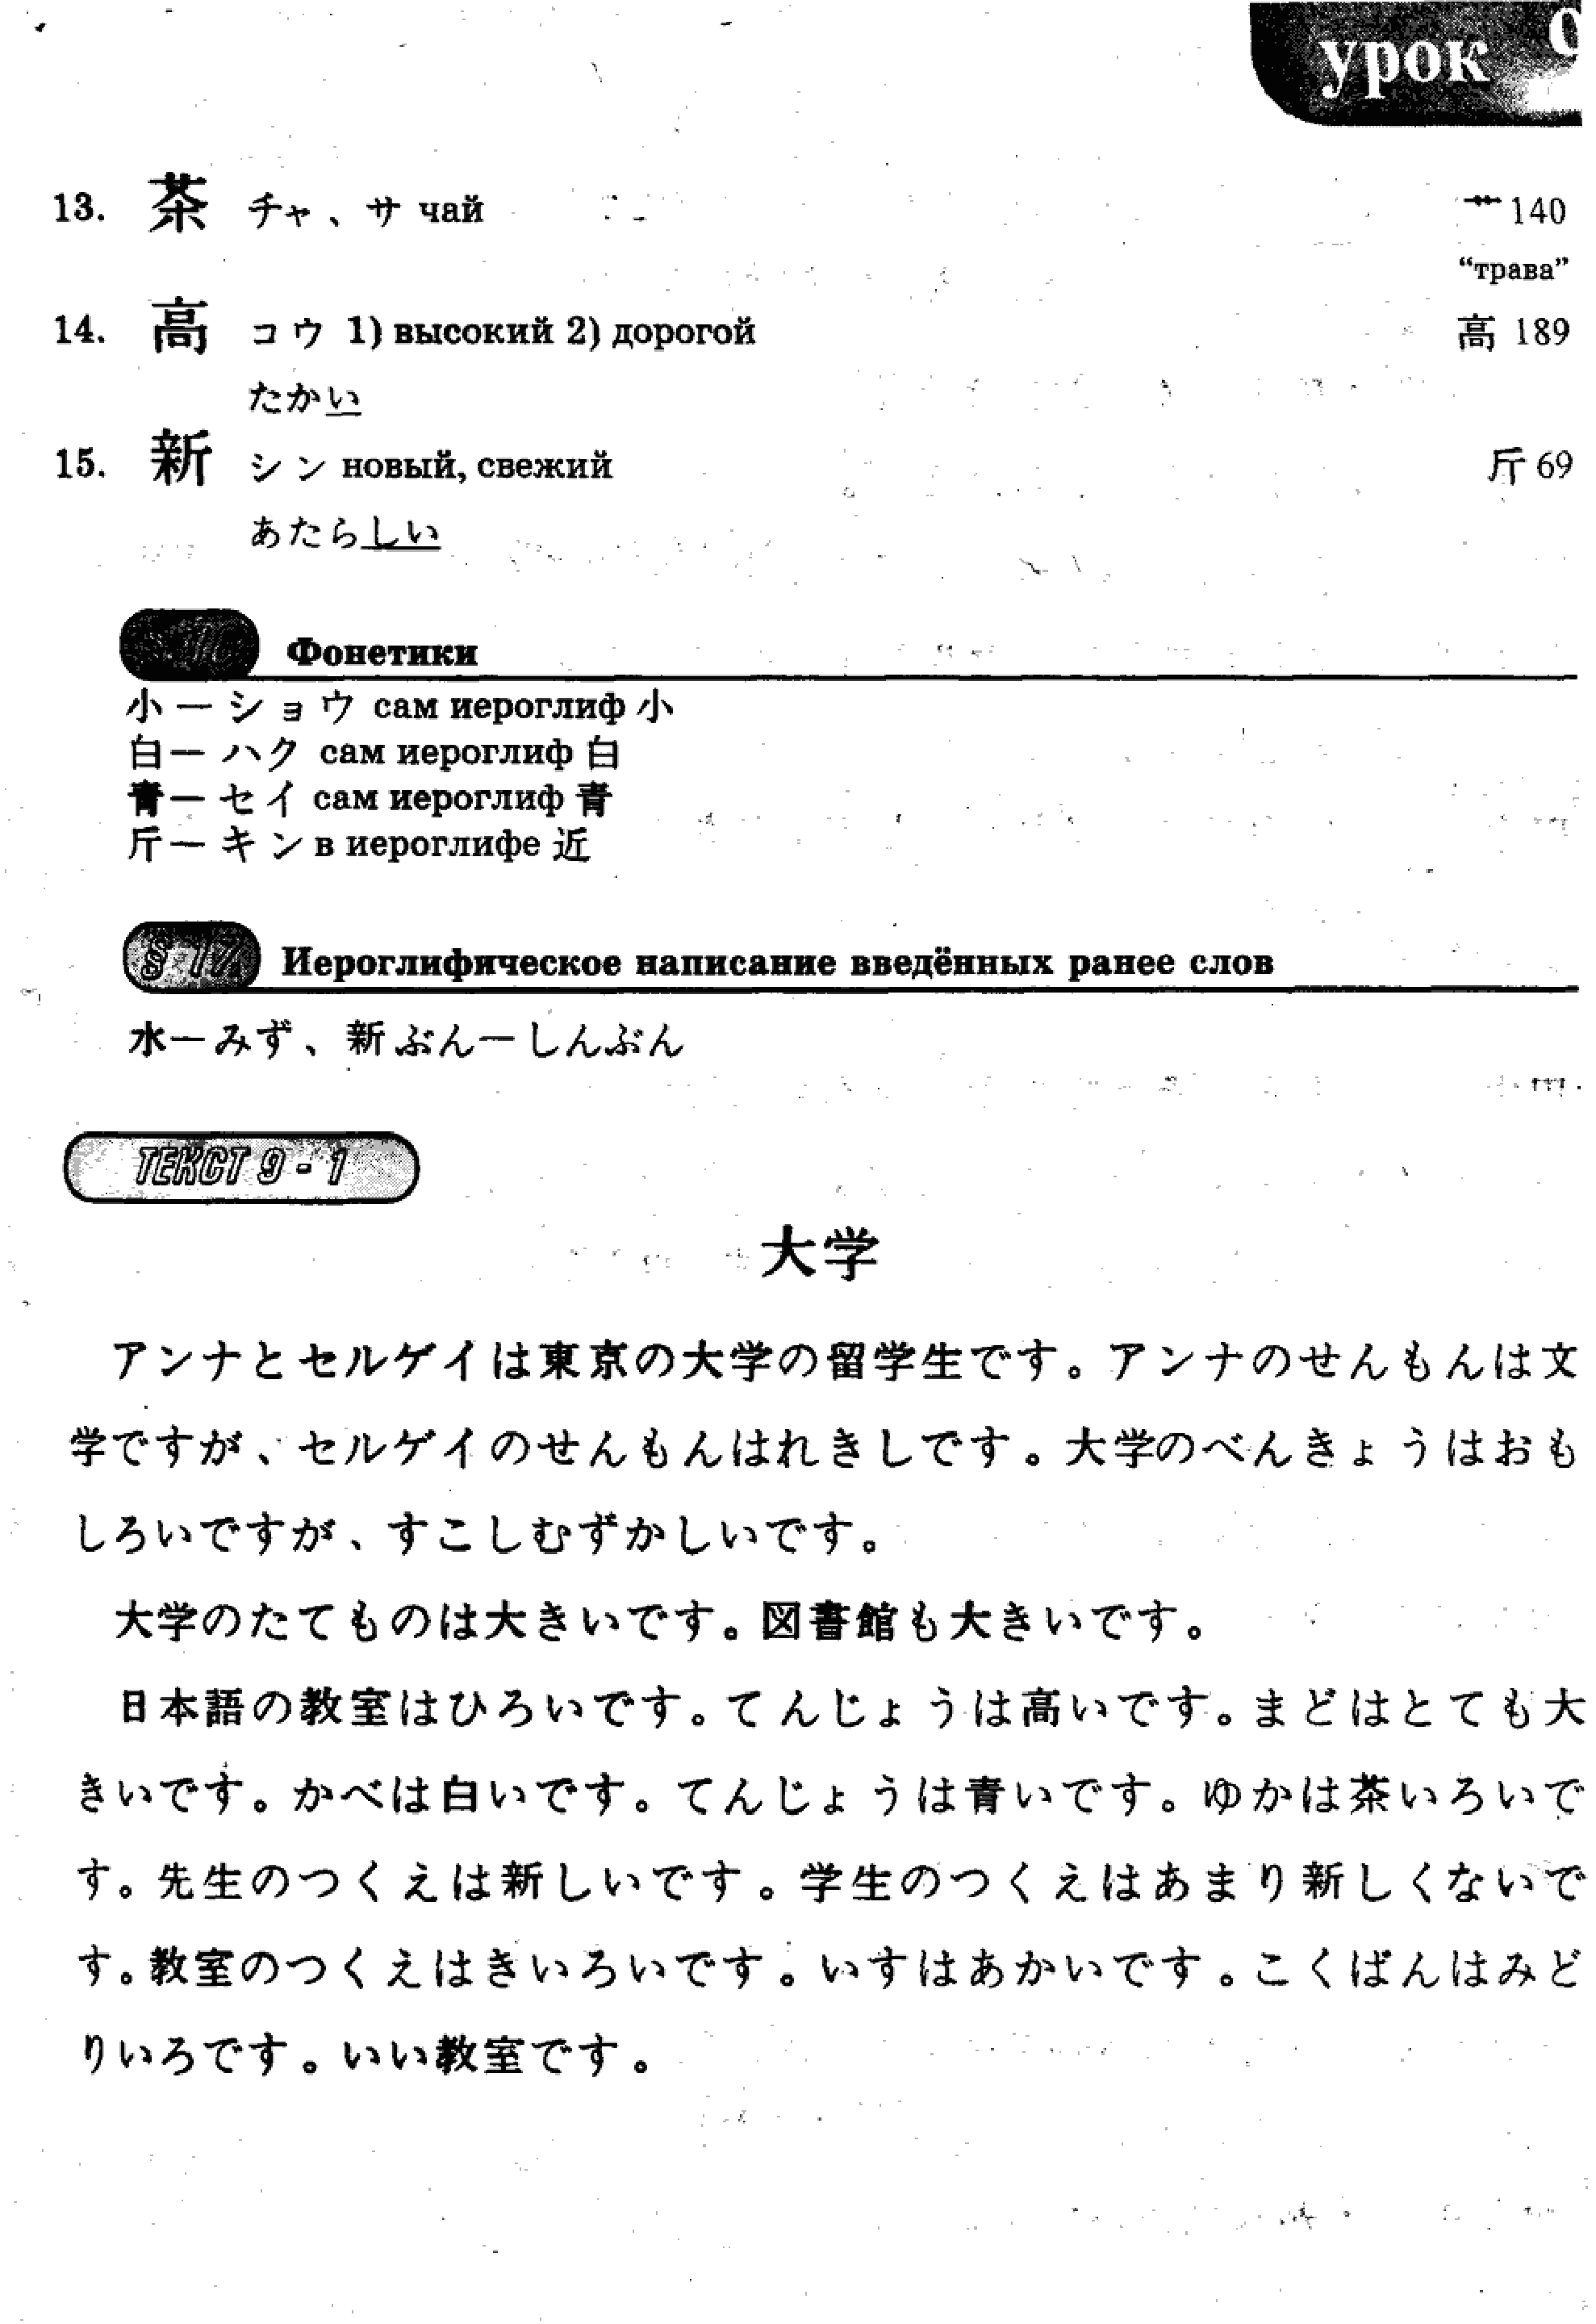 урок 9
13. 茶 チャ、サ чай 艹 140
“трава”
14. 高 コウ 1) высокий 2) дорогой 高 189
たかい
15. 新 シン новый, свежий 斤 69
あたらしい
Фонетики
小 — ショウ сам иероглиф 小
白 — ハク сам иероглиф 白
青 — セイ сам иероглиф 青
斤 — キン в иероглифе 近
§ 17. Иероглифическое написание введённых ранее слов
水—みず、新ぶん—しんぶん
ТЕКСТ 9 - 1
大学
アンナとセルゲイは東京の大学の留学生です。アンナのせんもんは文
学ですが、セルゲイのせんもんはれきしです。大学のべんきょうはおも
しろいですが、すこしむずかしいです。
大学のたてものは大きいです。図書館も大きいです。
日本語の教室はひろいです。てんじょうは高いです。まどはとても大
きいです。かべは白いです。てんじょうは青いです。ゆかは茶いろいで
す。先生のつくえは新しいです。学生のつくえはあまり新しくないで
す。教室のつくえはきいろいです。いすはあかいです。こくばんはみど
りいろです。いい教室です。